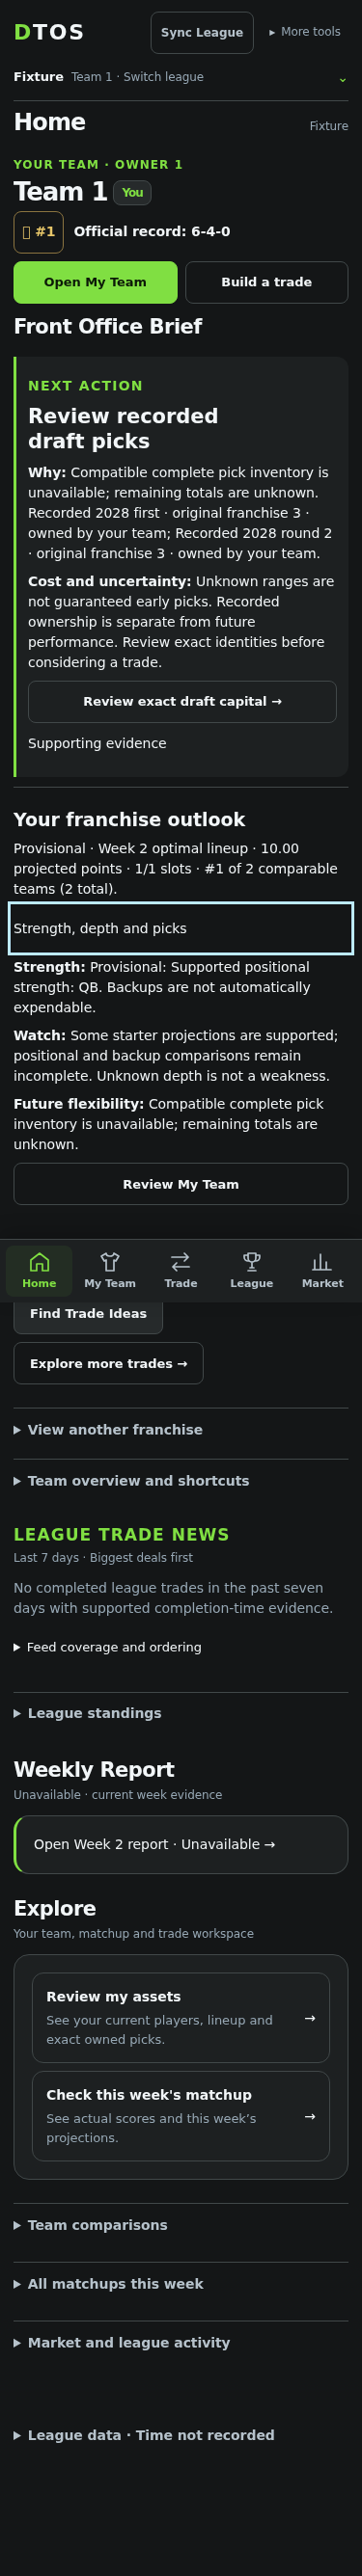 DTOS
Sync League
▸ More tools
Fixture Team 1 · Switch league
Home
Fixture
YOUR TEAM · OWNER 1
Team 1 You
#1 Official record: 6-4-0
Open My Team
Build a trade
Front Office Brief
NEXT ACTION
Review recorded
draft picks
Why: Compatible complete pick inventory is
unavailable; remaining totals are unknown.
Recorded 2028 first · original franchise 3 ·
owned by your team; Recorded 2028 round 2
· original franchise 3 · owned by your team.
Cost and uncertainty: Unknown ranges are
not guaranteed early picks. Recorded
ownership is separate from future
performance. Review exact identities before
considering a trade.
Review exact draft capital →
Supporting evidence
Your franchise outlook
Provisional · Week 2 optimal lineup · 10.00
projected points · 1/1 slots · #1 of 2 comparable
teams (2 total).
Strength, depth and picks
Strength: Provisional: Supported positional
strength: QB. Backups are not automatically
expendable.
Watch: Some starter projections are supported;
positional and backup comparisons remain
incomplete. Unknown depth is not a weakness.
Future flexibility: Compatible complete pick
inventory is unavailable; remaining totals are
unknown.
Review My Team
Home
My Team
Trade
League
Market
Find Trade Ideas
Explore more trades →
▸ View another franchise
▸ Team overview and shortcuts
LEAGUE TRADE NEWS
Last 7 days · Biggest deals first
No completed league trades in the past seven
days with supported completion-time evidence.
▸ Feed coverage and ordering
▸ League standings
Weekly Report
Unavailable · current week evidence
Open Week 2 report · Unavailable →
Explore
Your team, matchup and trade workspace
Review my assets
See your current players, lineup and
exact owned picks.
→
Check this week's matchup
See actual scores and this week’s
projections.
→
▸ Team comparisons
▸ All matchups this week
▸ Market and league activity
▸ League data · Time not recorded